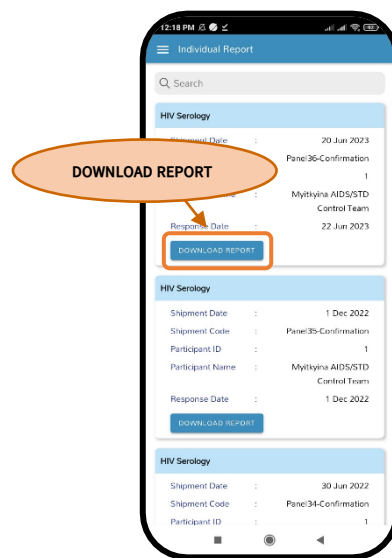 12:18 PM
Individual Report
Search
HIV Serology
Shipment Date : 20 Jun 2023
Panel36-Confirmation
1
DOWNLOAD REPORT
Myitkyina AIDS/STD
Control Team
Response Date : 22 Jun 2023
DOWNLOAD REPORT
HIV Serology
Shipment Date : 1 Dec 2022
Shipment Code : Panel35-Confirmation
Participant ID : 1
Participant Name : Myitkyina AIDS/STD
Control Team
Response Date : 1 Dec 2022
DOWNLOAD REPORT
HIV Serology
Shipment Date : 30 Jun 2022
Shipment Code : Panel34-Confirmation
Participant ID : 1